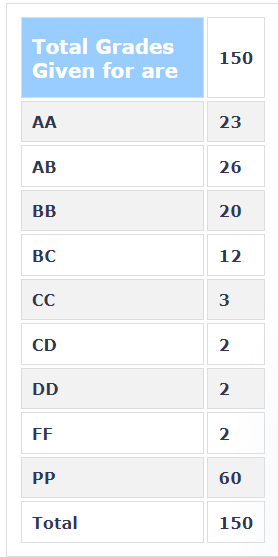 Total Grades
Given for are 150
AA 23
AB 26
BB 20
BC 12
CC 3
CD 2
DD 2
FF 2
PP 60
Total 150